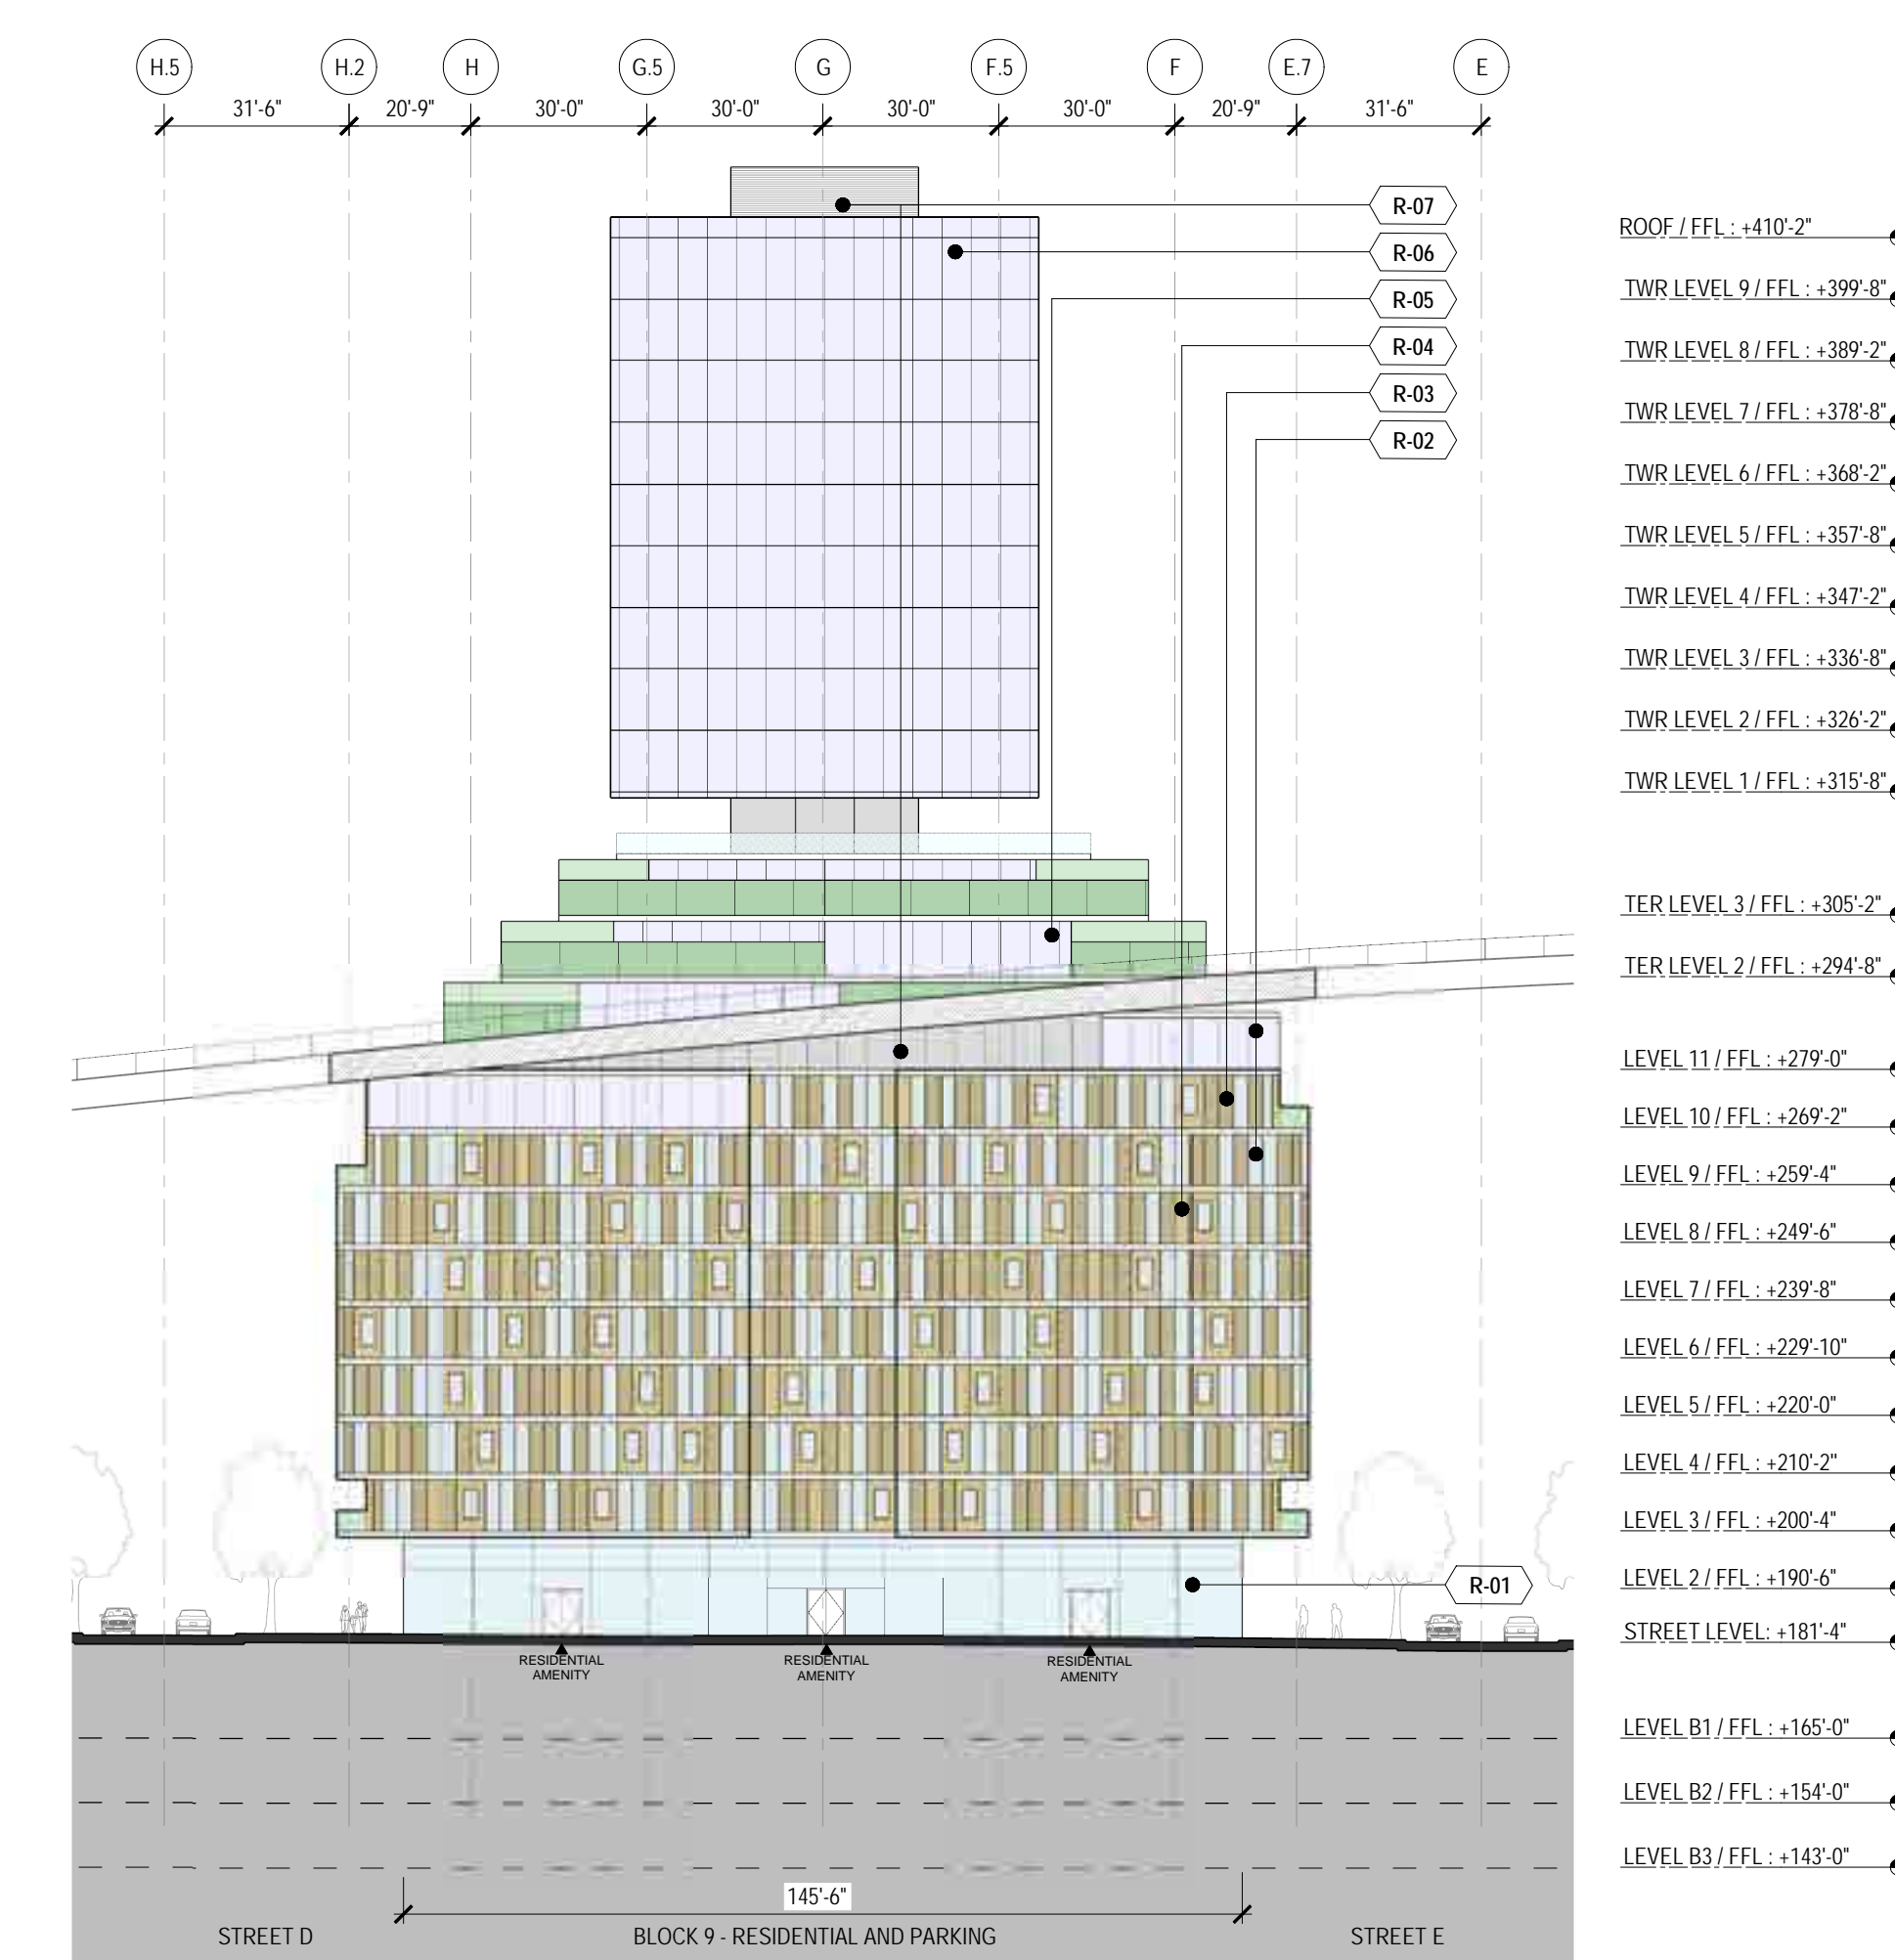 H.5
H.2
H
G.5
G
F.5
F
E.7
E
31'-6"
20'-9"
30'-0"
30'-0"
30'-0"
30'-0"
20'-9"
31'-6"
R-07
R-06
R-05
R-04
R-03
R-02
ROOF / FFL : +410'-2"
TWR LEVEL 9 / FFL : +399'-8"
TWR LEVEL 8 / FFL : +389'-2"
TWR LEVEL 7 / FFL : +378'-8"
TWR LEVEL 6 / FFL : +368'-2"
TWR LEVEL 5 / FFL : +357'-8"
TWR LEVEL 4 / FFL : +347'-2"
TWR LEVEL 3 / FFL : +336'-8"
TWR LEVEL 2 / FFL : +326'-2"
TWR LEVEL 1 / FFL : +315'-8"
TER LEVEL 3 / FFL : +305'-2"
TER LEVEL 2 / FFL : +294'-8"
LEVEL 11 / FFL : +279'-0"
LEVEL 10 / FFL : +269'-2"
LEVEL 9 / FFL : +259'-4"
LEVEL 8 / FFL : +249'-6"
LEVEL 7 / FFL : +239'-8"
LEVEL 6 / FFL : +229'-10"
LEVEL 5 / FFL : +220'-0"
LEVEL 4 / FFL : +210'-2"
LEVEL 3 / FFL : +200'-4"
LEVEL 2 / FFL : +190'-6"
R-01
STREET LEVEL: +181'-4"
RESIDENTIAL
AMENITY
RESIDENTIAL
AMENITY
RESIDENTIAL
AMENITY
LEVEL B1 / FFL : +165'-0"
LEVEL B2 / FFL : +154'-0"
LEVEL B3 / FFL : +143'-0"
145'-6"
STREET D
BLOCK 9 - RESIDENTIAL AND PARKING
STREET E